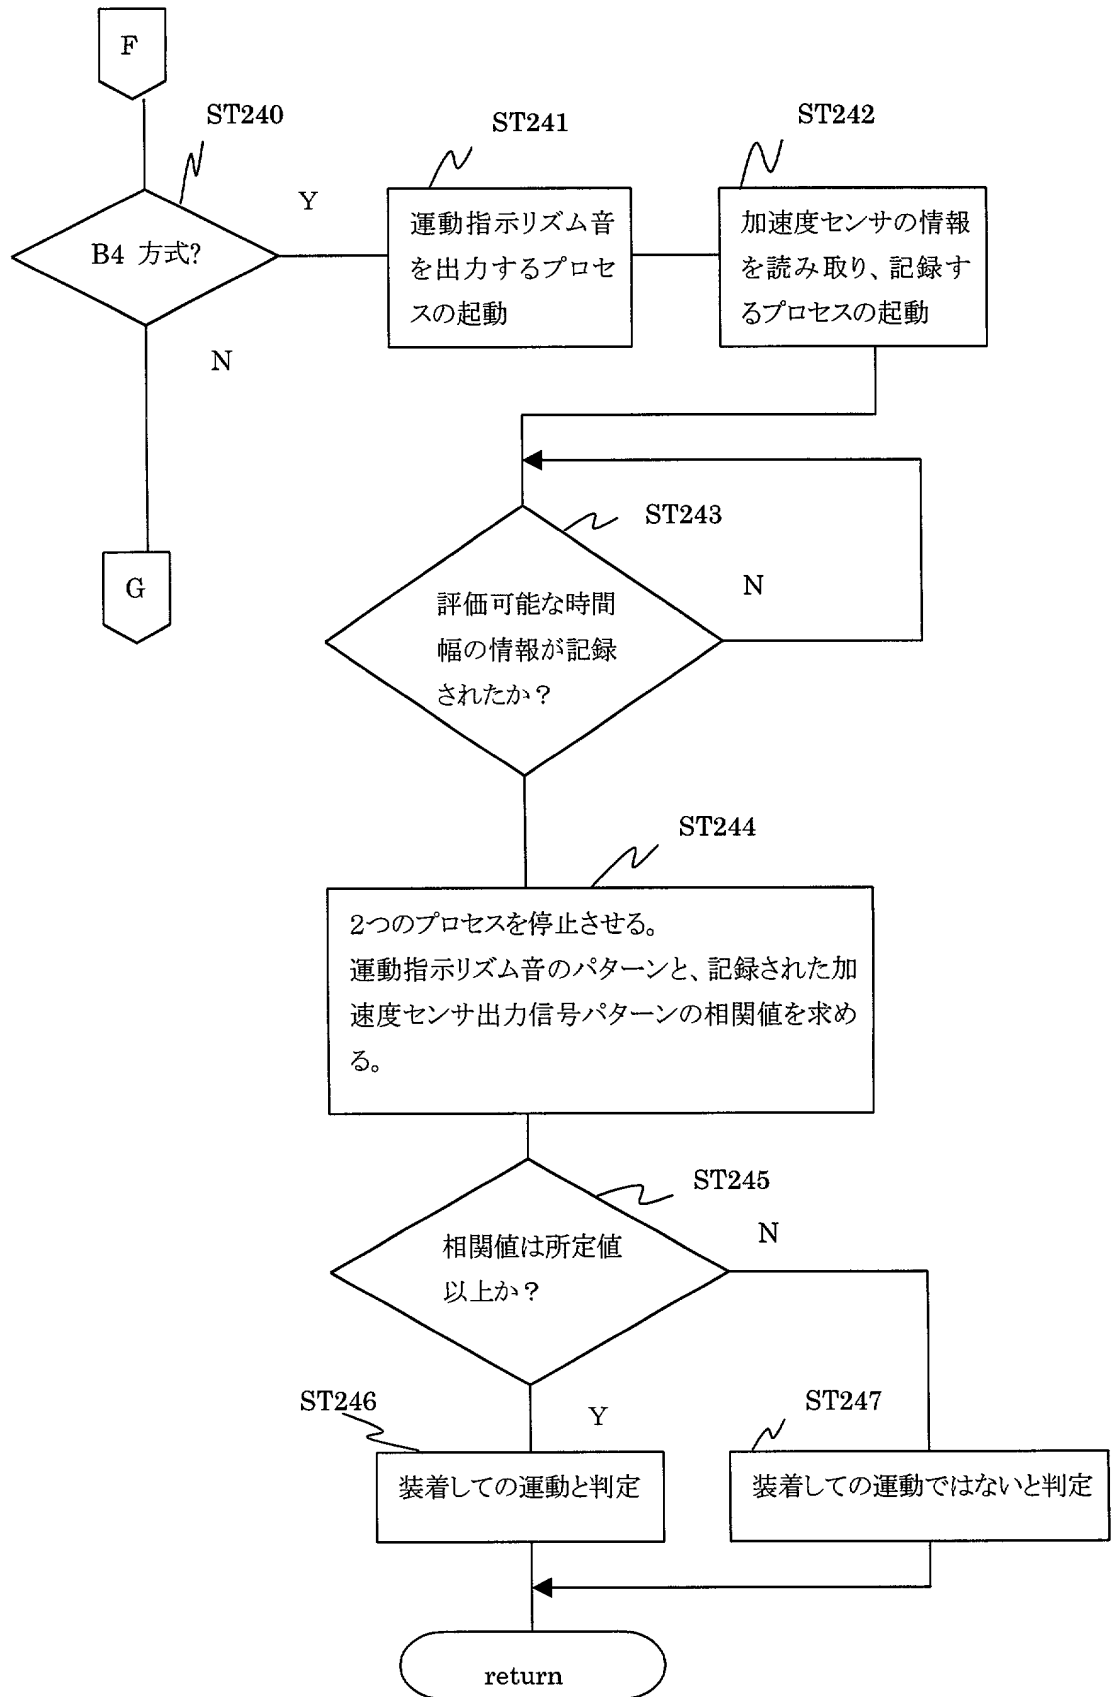 F
ST240
ST241
ST242
Y
B4 方式?
運動指示リズム音
を出力するプロセ
スの起動
加速度センサの情報
を読み取り、記録す
るプロセスの起動
N
G
ST243
N
評価可能な時間
幅の情報が記録
されたか？
ST244
２つのプロセスを停止させる。
運動指示リズム音のパターンと、記録された加
速度センサ出力信号パターンの相関値を求め
る。
ST245
N
相関値は所定値
以上か？
ST246
Y
ST247
装着しての運動と判定
装着しての運動ではないと判定
return